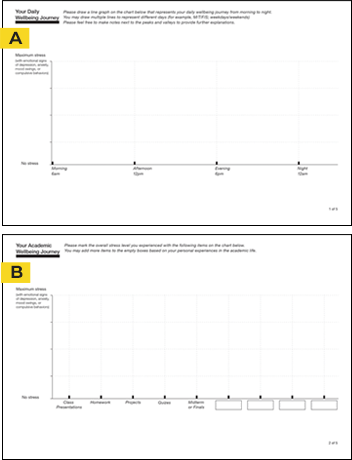 Your Daily
Wellbeing Journey
Please draw a line graph on the chart below that represents your daily wellbeing journey from morning to night.
You may draw multiple lines to represent different days (for example, M/T/F/S; weekdays/weekends)
Please feel free to make notes next to the peaks and valleys to provide further explanations.
A
Maximum stress
(with emotional signs
of depression, anxiety,
mood swings, or
compulsive behaviors)
No stress
Morning
Afternoon
Evening
Night
6am
12pm
6pm
10am
1 of 5
Your Academic
Wellbeing Journey
Please mark the overall stress level you experienced with the following items on the chart below.
You may add more items to the empty boxes based on your personal experiences in the academic life.
B
Maximum stress
(with emotional signs
of depression, anxiety,
mood swings, or
compulsive behaviors)
No stress
Class
Presentations
Homework
Projects
Quizzes
Midterm
or Finals
2 of 5